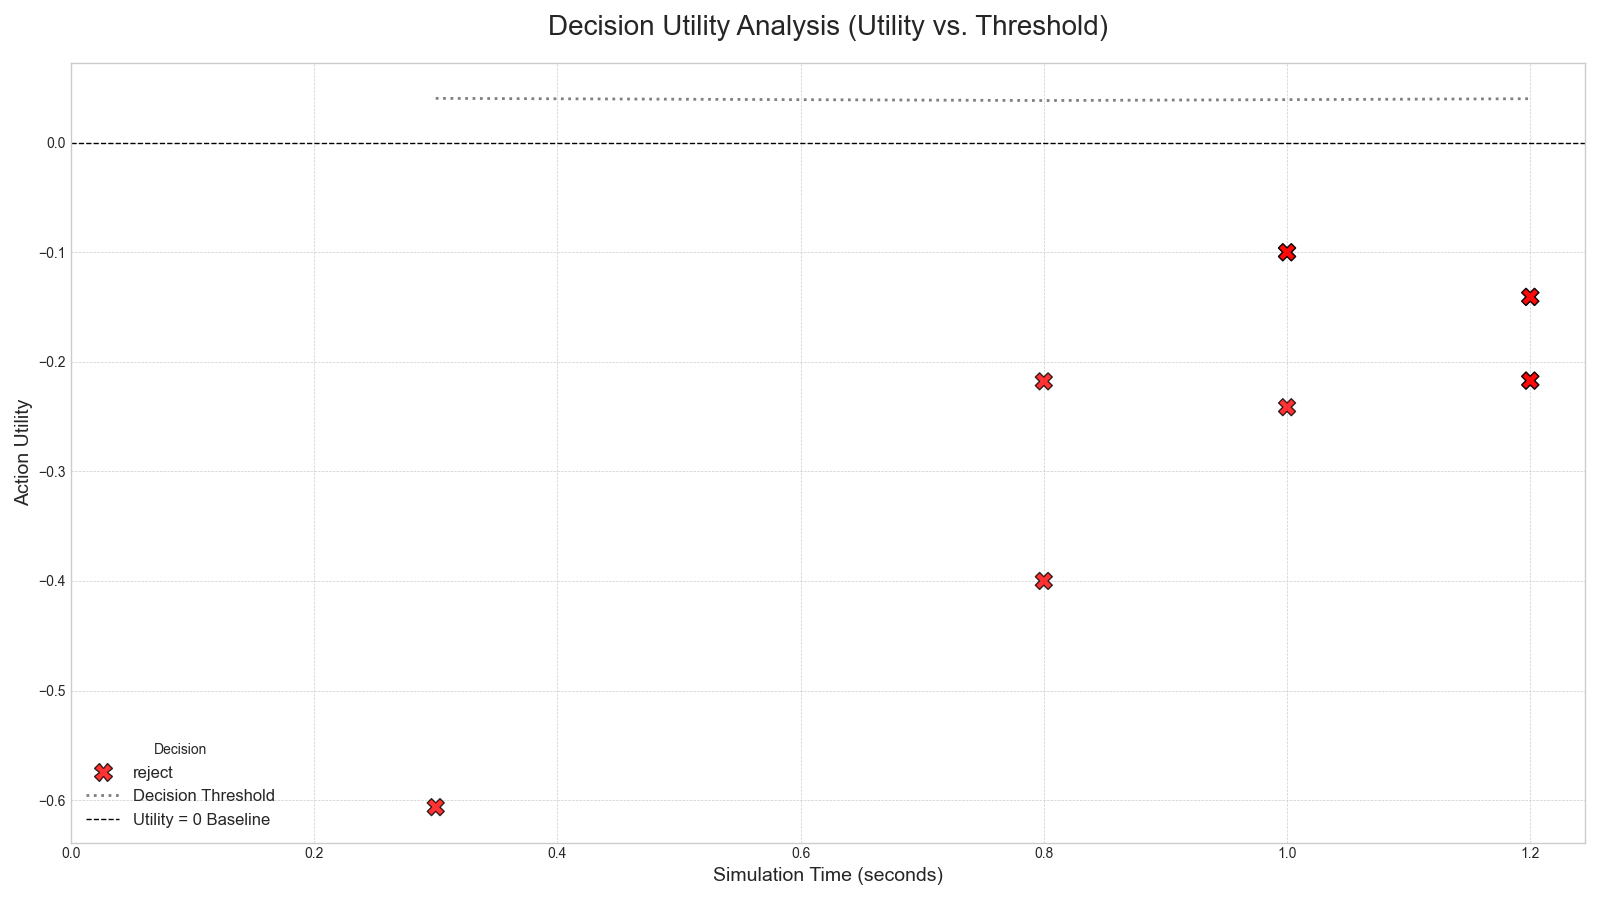 Decision Utility Analysis (Utility vs. Threshold)
Action Utility
0.0
−0.1
−0.2
−0.3
−0.4
−0.5
−0.6
Decision
reject
Decision Threshold
Utility = 0 Baseline
0.0 0.2 0.4 0.6 0.8 1.0 1.2
Simulation Time (seconds)